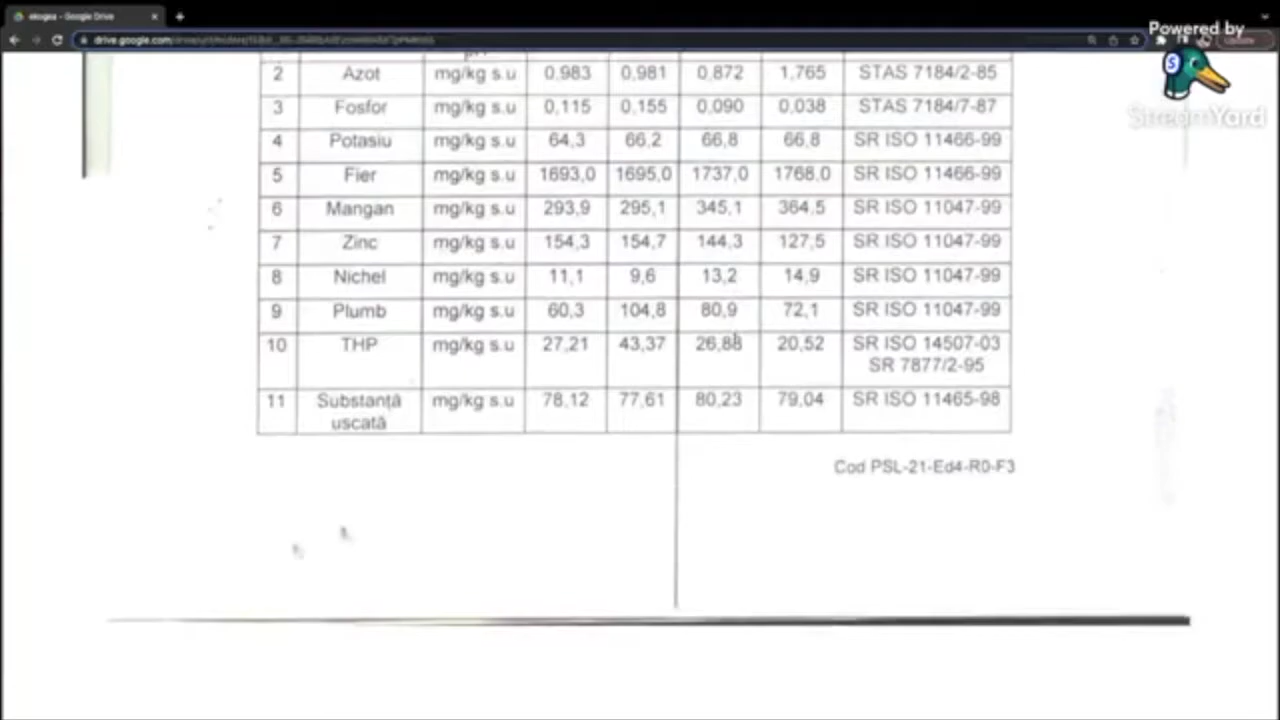 ekogea - Google Drive
Powered by
drive.google.com
StreamYard
2 Azot mg/kg s.u 0,983 0,981 0,872 1,765 STAS 7184/2-85
3 Fosfor mg/kg s.u 0,115 0,155 0,090 0,038 STAS 7184/7-87
4 Potasiu mg/kg s.u 64,3 66,2 66,8 66,8 SR ISO 11466-99
5 Fier mg/kg s.u 1693,0 1695,0 1737,0 1768,0 SR ISO 11466-99
6 Mangan mg/kg s.u 293,9 295,1 345,1 364,5 SR ISO 11047-99
7 Zinc mg/kg s.u 154,3 154,7 144,3 127,5 SR ISO 11047-99
8 Nichel mg/kg s.u 11,1 9,6 13,2 14,9 SR ISO 11047-99
9 Plumb mg/kg s.u 60,3 104,8 80,9 72,1 SR ISO 11047-99
10 THP mg/kg s.u 27,21 43,37 26,88 20,52 SR ISO 14507-03
SR 7877/2-95
11 Substanță mg/kg s.u 78,12 77,61 80,23 79,04 SR ISO 11465-98
uscată
Cod PSL-21-Ed4-R0-F3